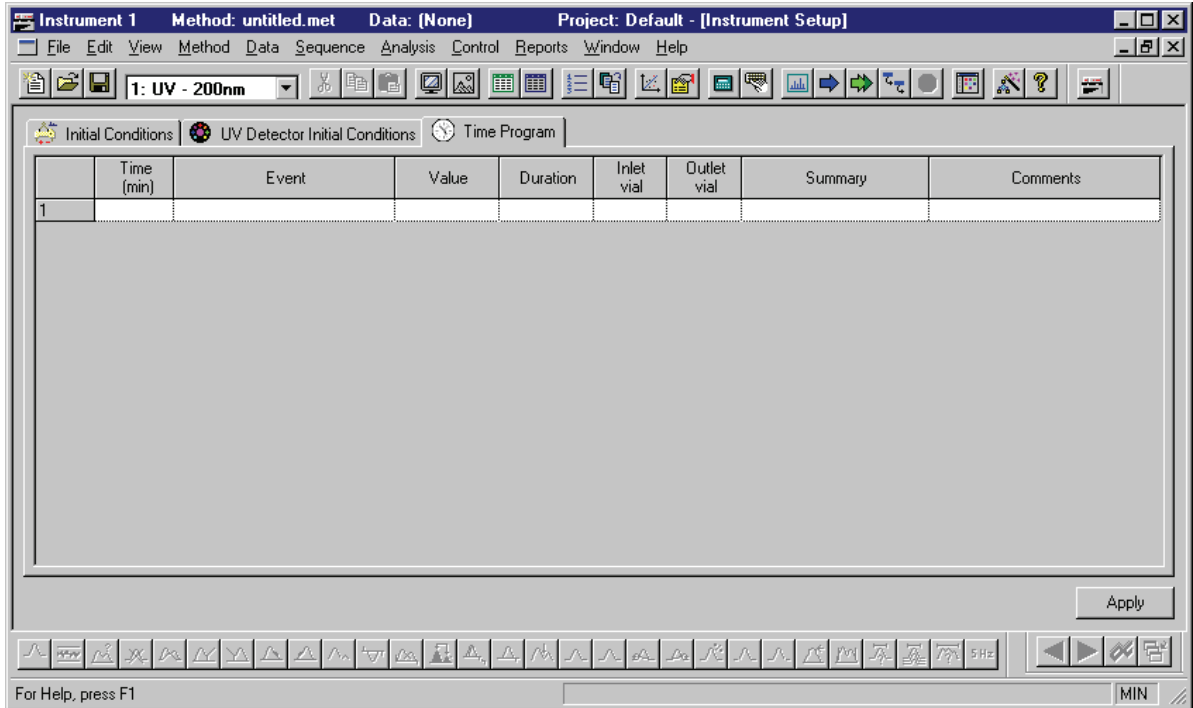 Instrument 1 Method: untitled.met Data: (None) Project: Default - [Instrument Setup]
File Edit View Method Data Sequence Analysis Control Reports Window Help
1: UV - 200nm
Initial Conditions UV Detector Initial Conditions Time Program
Time (min) Event Value Duration Inlet vial Outlet vial Summary Comments
1
Apply
5 Hz
For Help, press F1 MIN